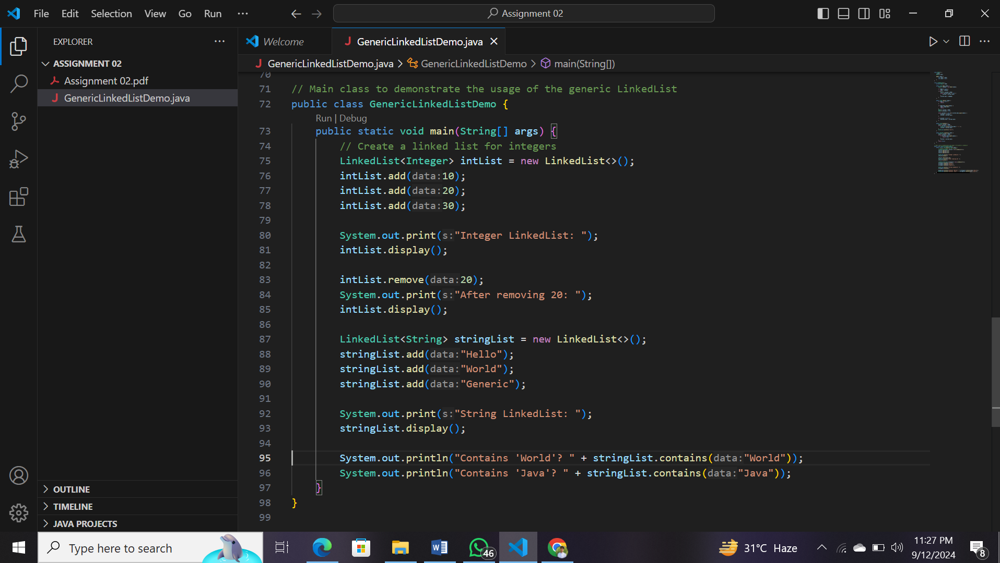 File Edit Selection View Go Run ···
Assignment 02
EXPLORER
Welcome
GenericLinkedListDemo.java
ASSIGNMENT 02
Assignment 02.pdf
GenericLinkedListDemo.java
GenericLinkedListDemo.java > GenericLinkedListDemo > main(String[])
70
71 // Main class to demonstrate the usage of the generic LinkedList
72 public class GenericLinkedListDemo {
Run | Debug
73 public static void main(String[] args) {
74 // Create a linked list for integers
75 LinkedList<Integer> intList = new LinkedList<>();
76 intList.add(data:10);
77 intList.add(data:20);
78 intList.add(data:30);
79
80 System.out.print(s:"Integer LinkedList: ");
81 intList.display();
82
83 intList.remove(data:20);
84 System.out.print(s:"After removing 20: ");
85 intList.display();
86
87 LinkedList<String> stringList = new LinkedList<>();
88 stringList.add(data:"Hello");
89 stringList.add(data:"World");
90 stringList.add(data:"Generic");
91
92 System.out.print(s:"String LinkedList: ");
93 stringList.display();
94
95 System.out.println("Contains 'World'? " + stringList.contains(data:"World"));
96 System.out.println("Contains 'Java'? " + stringList.contains(data:"Java"));
97 }
98 }
99
OUTLINE
TIMELINE
JAVA PROJECTS
Type here to search
46
31°C Haze
11:27 PM
9/12/2024
8